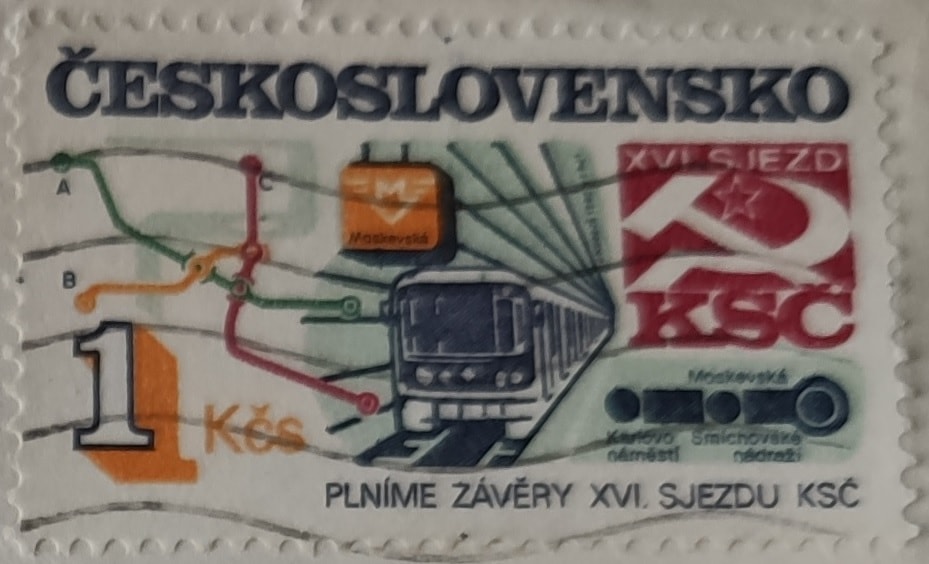 ČESKOSLOVENSKO
A
C
M
Moskevská
XVI. SJEZD
KSČ
B
1
Kčs
Moskevská
Karlovo
náměstí
Smíchovské
nádraží
PLNÍME ZÁVĚRY XVI. SJEZDU KSČ